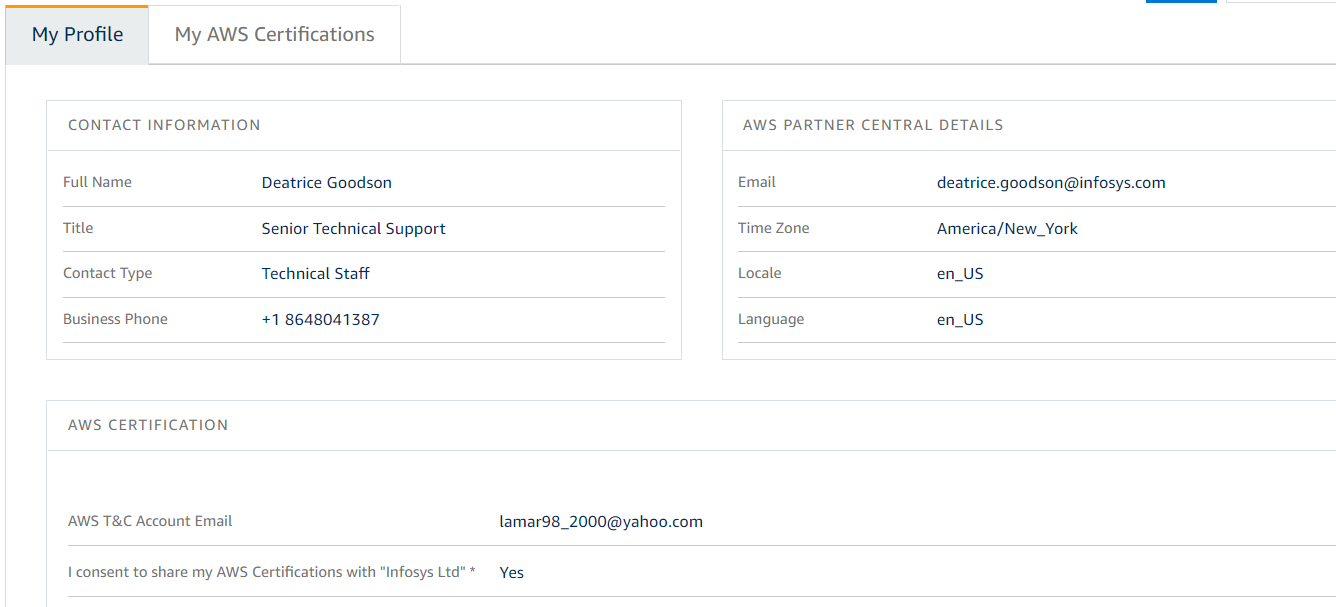 My Profile
My AWS Certifications
CONTACT INFORMATION
Full Name Deatrice Goodson
Title Senior Technical Support
Contact Type Technical Staff
Business Phone +1 8648041387
AWS PARTNER CENTRAL DETAILS
Email deatrice.goodson@infosys.com
Time Zone America/New_York
Locale en_US
Language en_US
AWS CERTIFICATION
AWS T&C Account Email lamar98_2000@yahoo.com
I consent to share my AWS Certifications with "Infosys Ltd" * Yes